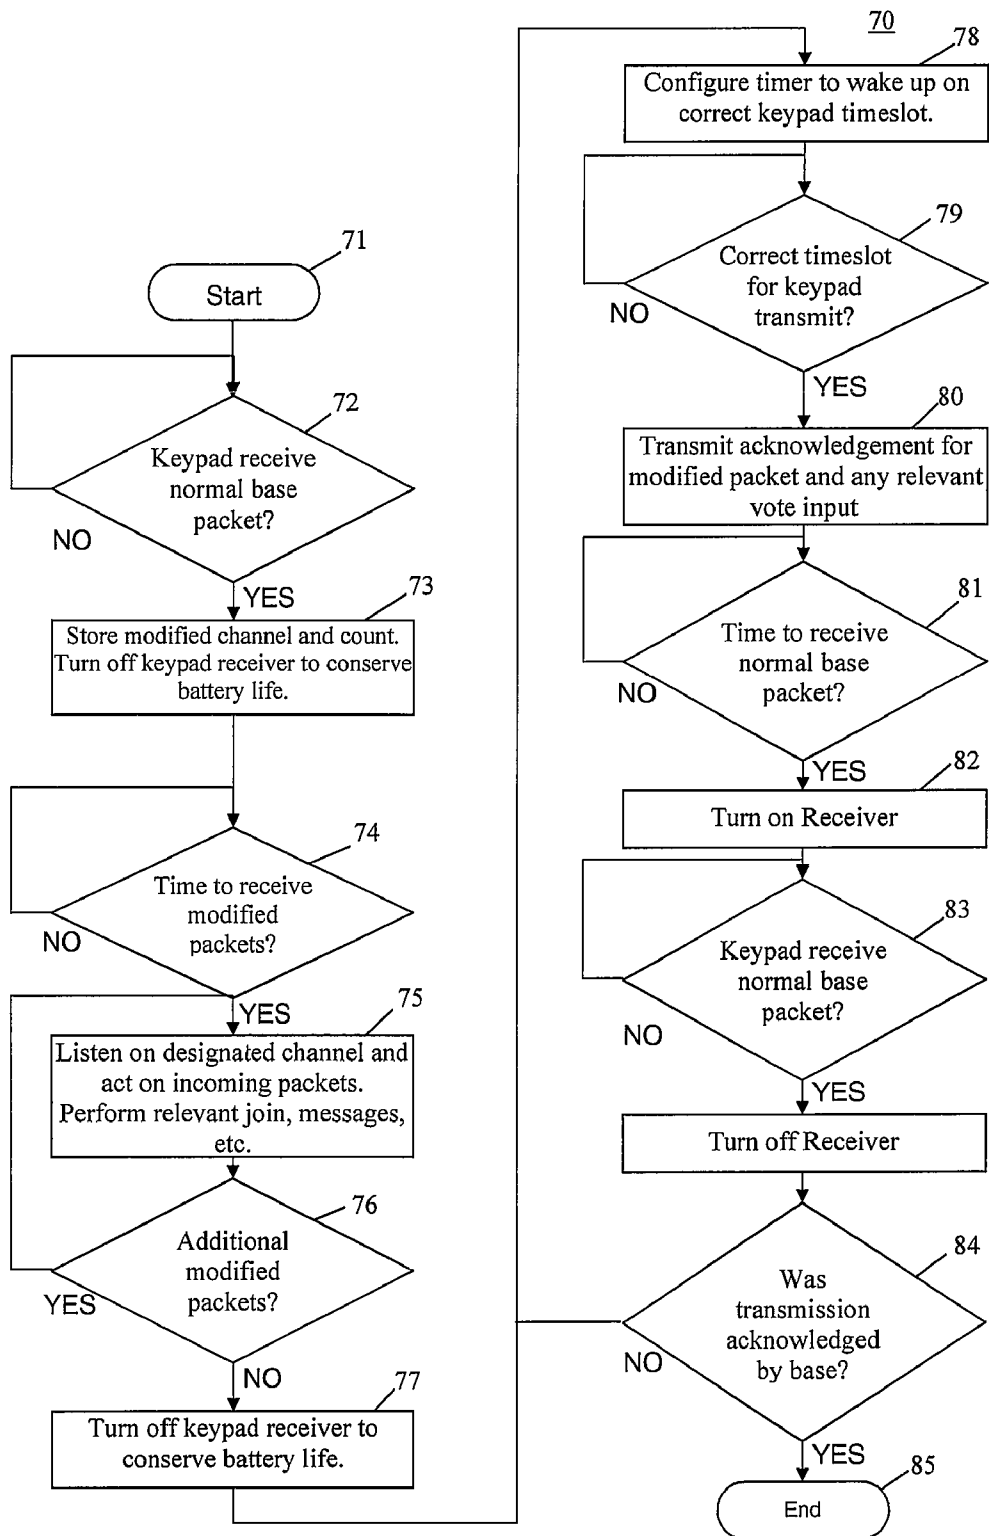 71
Start
72
Keypad receive
normal base
packet?
NO
YES
73
Store modified channel and count.
Turn off keypad receiver to conserve
battery life.
74
Time to receive
modified
packets?
NO
YES
75
Listen on designated channel and
act on incoming packets.
Perform relevant join, messages,
etc.
76
Additional
modified
packets?
YES
NO
77
Turn off keypad receiver to
conserve battery life.
70
78
Configure timer to wake up on
correct keypad timeslot.
79
Correct timeslot
for keypad
transmit?
NO
YES
80
Transmit acknowledgement for
modified packet and any relevant
vote input
81
Time to receive
normal base
packet?
NO
YES
82
Turn on Receiver
83
Keypad receive
normal base
packet?
NO
YES
Turn off Receiver
84
Was
transmission
acknowledged
by base?
NO
YES
85
End